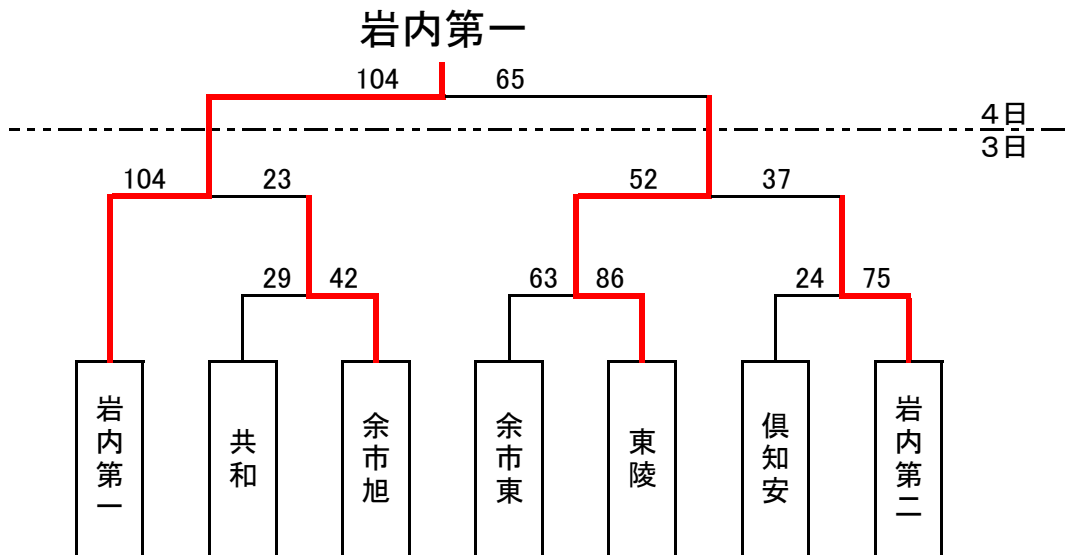 岩内第一
104 65
４日
３日
104 23 52 37
29 42 63 86 24 75
岩内第一
共和
余市旭
余市東
東陵
倶知安
岩内第二